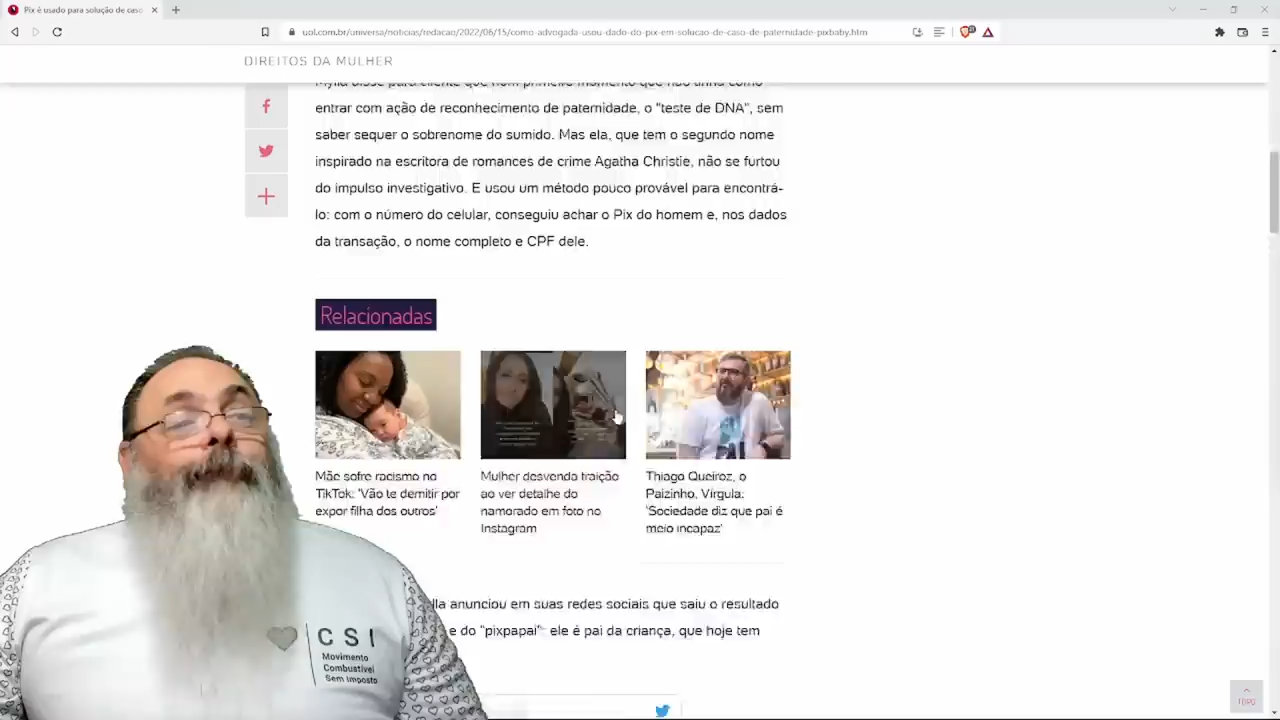 Pix é usado para solução de caso
uol.com.br/universa/noticias/redacao/2022/06/15/como-advogada-usou-dado-do-pix-em-solucao-de-caso-de-paternidade-pixbaby.htm
DIREITOS DA MULHER
Mylla disse para cliente que num primeiro momento que não tinha como
entrar com ação de reconhecimento de paternidade, o "teste de DNA", sem
saber sequer o sobrenome do sumido. Mas ela, que tem o segundo nome
inspirado na escritora de romances de crime Agatha Christie, não se furtou
do impulso investigativo. E usou um método pouco provável para encontrá-
lo: com o número do celular, conseguiu achar o Pix do homem e, nos dados
da transação, o nome completo e CPF dele.
Relacionadas
Mãe sofre racismo no
TikTok: 'Vão te demitir por
expor filha dos outros'
Mulher desvenda traição
ao ver detalhe do
namorado em foto no
Instagram
Thiago Queiroz, o
Paizinho, Vírgula:
'Sociedade diz que pai é
meio incapaz'
lla anunciou em suas redes sociais que saiu o resultado
e do "pixpapai": ele é pai da criança, que hoje tem
CSI
Movimento
Combustível
Sem Imposto
TOPO